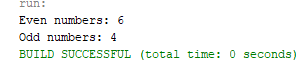 run:
Even numbers: 6
Odd numbers: 4
BUILD SUCCESSFUL (total time: 0 seconds)